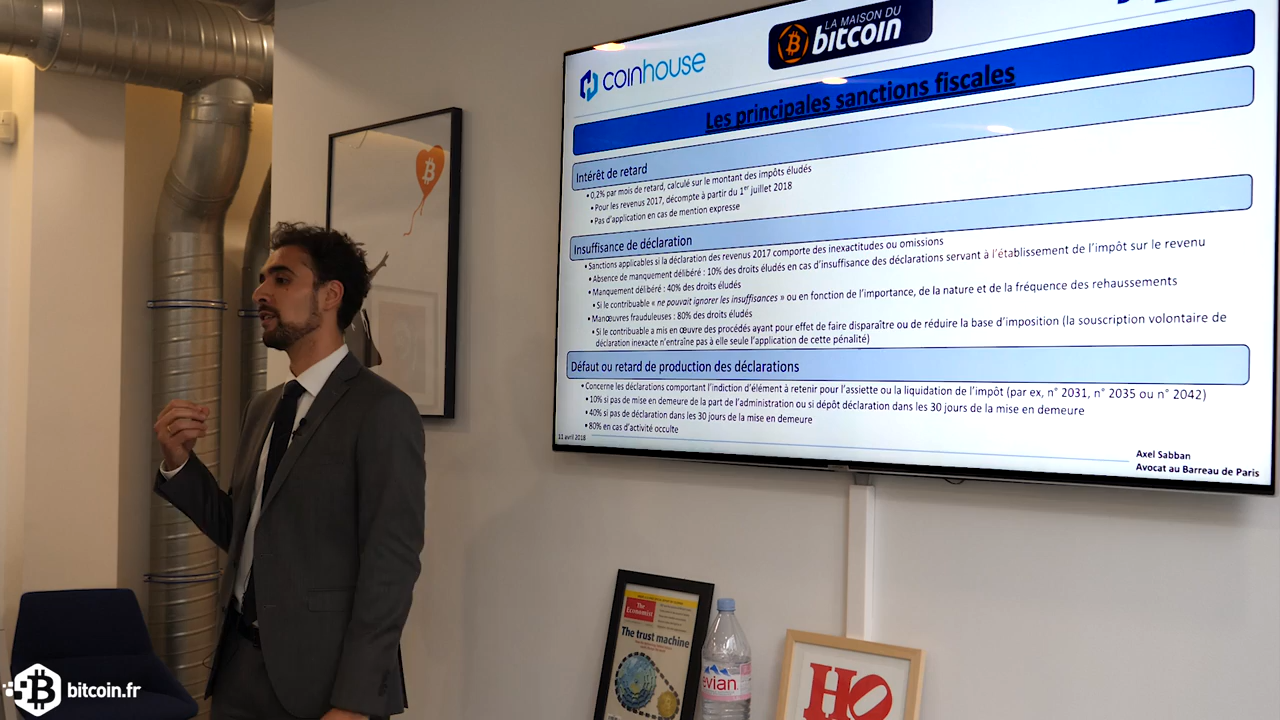 coinhouse
LA MAISON DU
bitcoin
Les principales sanctions fiscales
Intérêt de retard
• 0,2% par mois de retard, calculé sur le montant des impôts éludés
• Pour les revenus 2017, décompte à partir du 1er juillet 2018
• Pas d'application en cas de mention expresse
Insuffisance de déclaration
• Sanctions applicables si la déclaration des revenus 2017 comporte des inexactitudes ou omissions
• Absence de manquement délibéré : 10% des droits éludés en cas d'insuffisance des déclarations servant à l'établissement de l'impôt sur le revenu
• Manquement délibéré : 40% des droits éludés
• Si le contribuable « ne pouvait ignorer les insuffisances » ou en fonction de l'importance, de la nature et de la fréquence des rehaussements
• Manœuvres frauduleuses : 80% des droits éludés
• Si le contribuable a mis en œuvre des procédés ayant pour effet de faire disparaître ou de réduire la base d'imposition (la souscription volontaire de
déclaration inexacte n'entraîne pas à elle seule l'application de cette pénalité)
Défaut ou retard de production des déclarations
• Concerne les déclarations comportant l'indiction d'élément à retenir pour l'assiette ou la liquidation de l'impôt (par ex, n° 2031, n° 2035 ou n° 2042)
• 10% si pas de mise en demeure de la part de l'administration ou si dépôt déclaration dans les 30 jours de la mise en demeure
• 40% si pas de déclaration dans les 30 jours de la mise en demeure
• 80% en cas d'activité occulte
11 avril 2018
Axel Sabban
Avocat au Barreau de Paris
The
Economist
The trust machine
evian
HO
bitcoin.fr